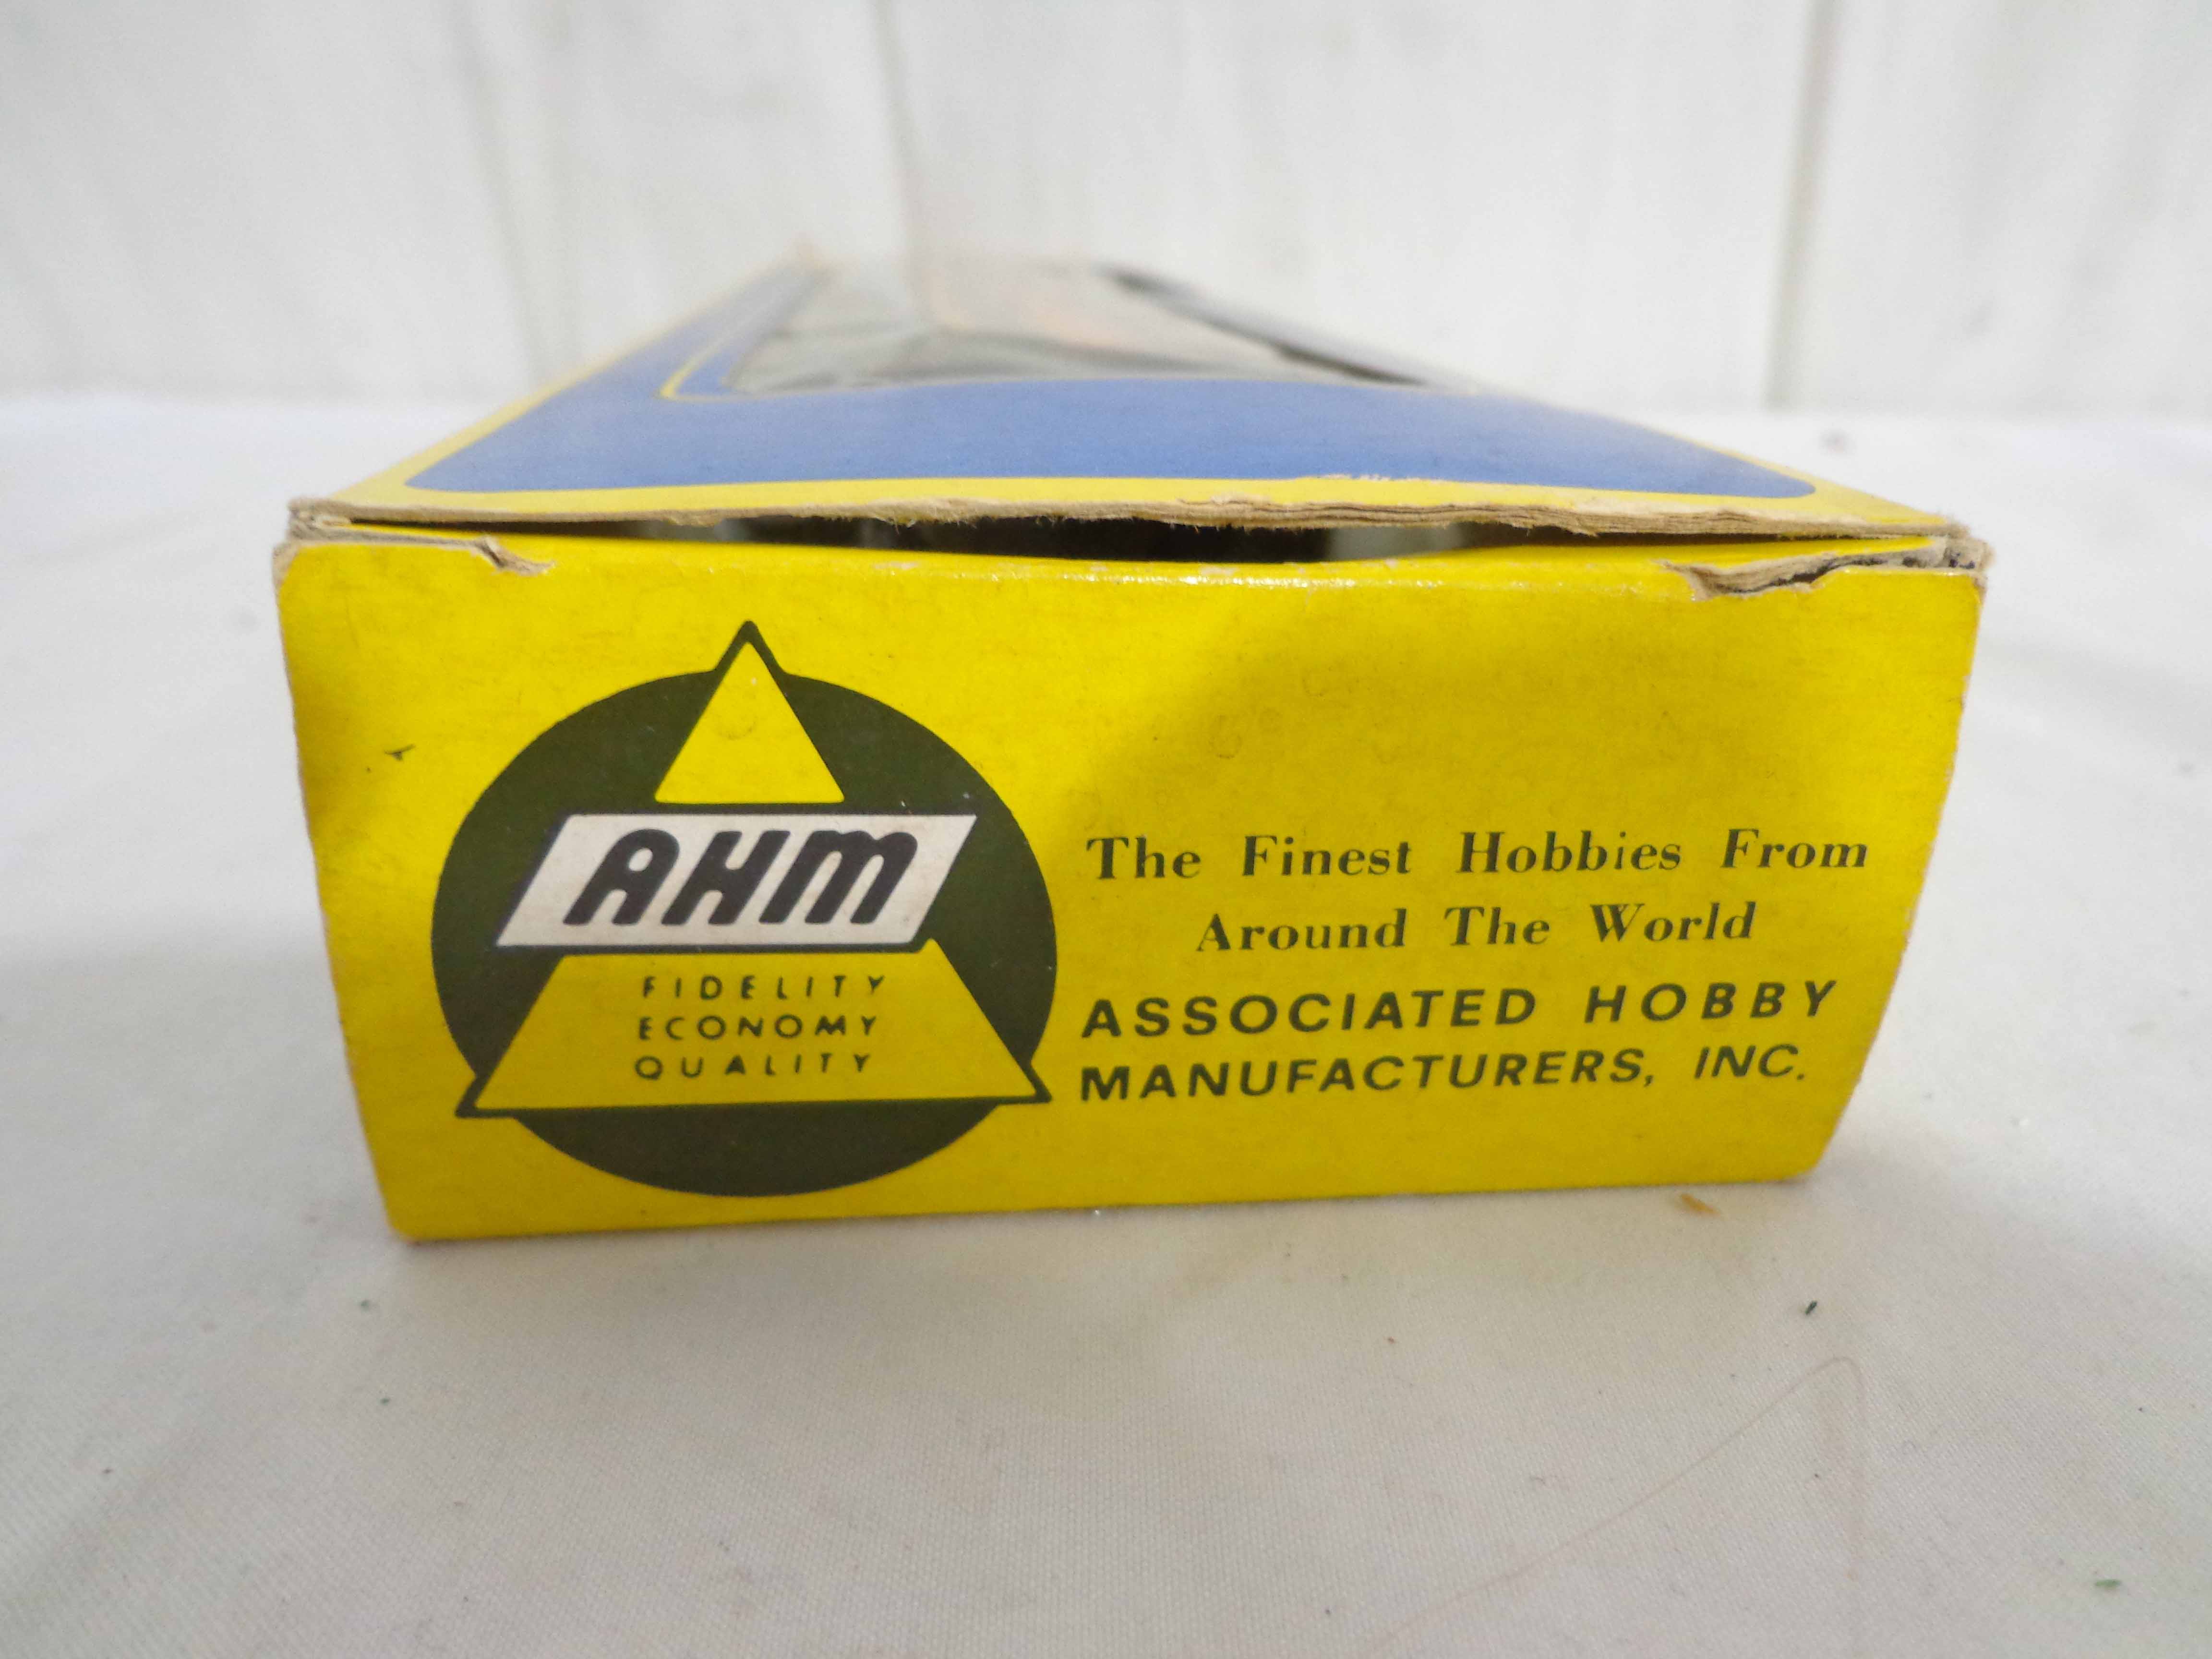 AHM
FIDELITY
ECONOMY
QUALITY
The Finest Hobbies From
Around The World
ASSOCIATED HOBBY
MANUFACTURERS, INC.